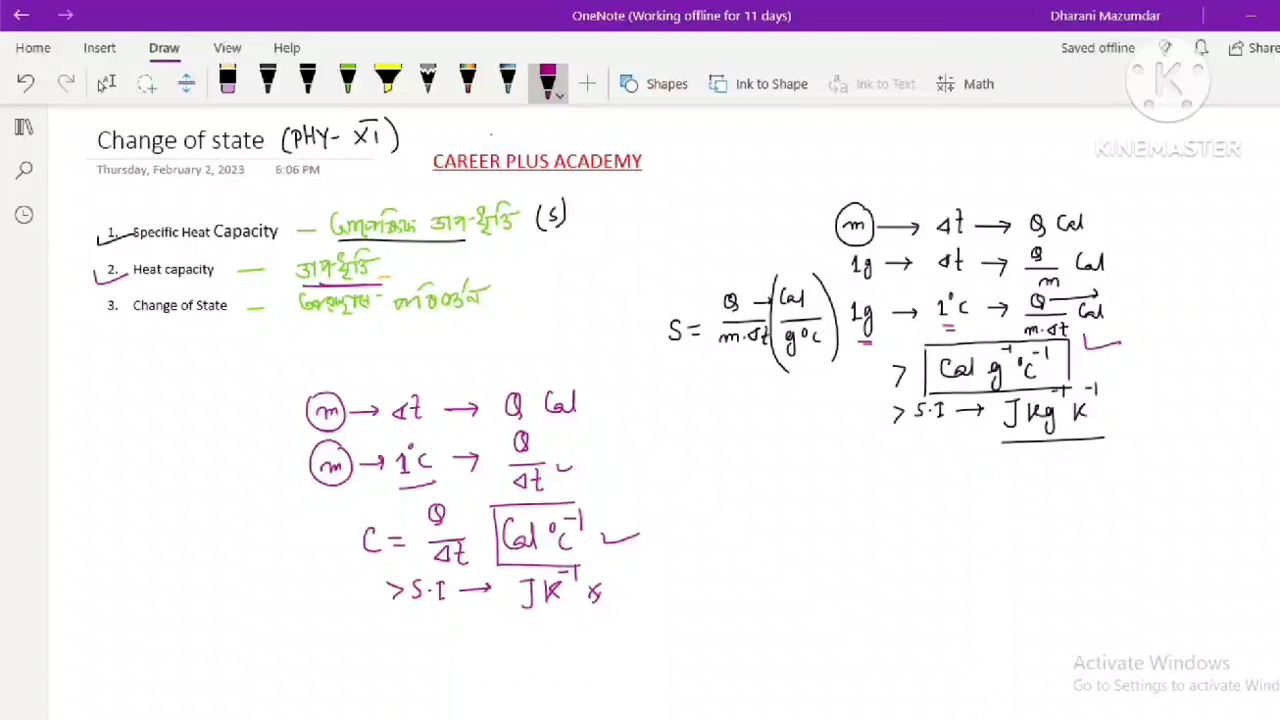 OneNote (Working offline for 11 days)
Dharani Mazumdar
Home Insert Draw View Help
Saved offline
Share
Shapes Ink to Shape Ink to Text Math
KINEMASTER
Change of state (PHY- XI)
Thursday, February 2, 2023 6:06 PM
CAREER PLUS ACADEMY
1. Specific Heat Capacity — আপেক্ষিক তাপ-ধৃতি (S)
2. Heat capacity — তাপ-ধৃতি
3. Change of State —
m → Δt → Q Cal
1g → Δt → Q/m Cal
1g → 1°C → Q/m.Δt Cal
S = Q/m.Δt (Cal/g°C)
> Cal g⁻¹ °C⁻¹
> S.I → J Kg⁻¹ K⁻¹
m → Δt → Q Cal
m → 1°C → Q/Δt
C = Q/Δt Cal °C⁻¹
> S.I → J K⁻¹
Activate Windows
Go to Settings to activate Wind